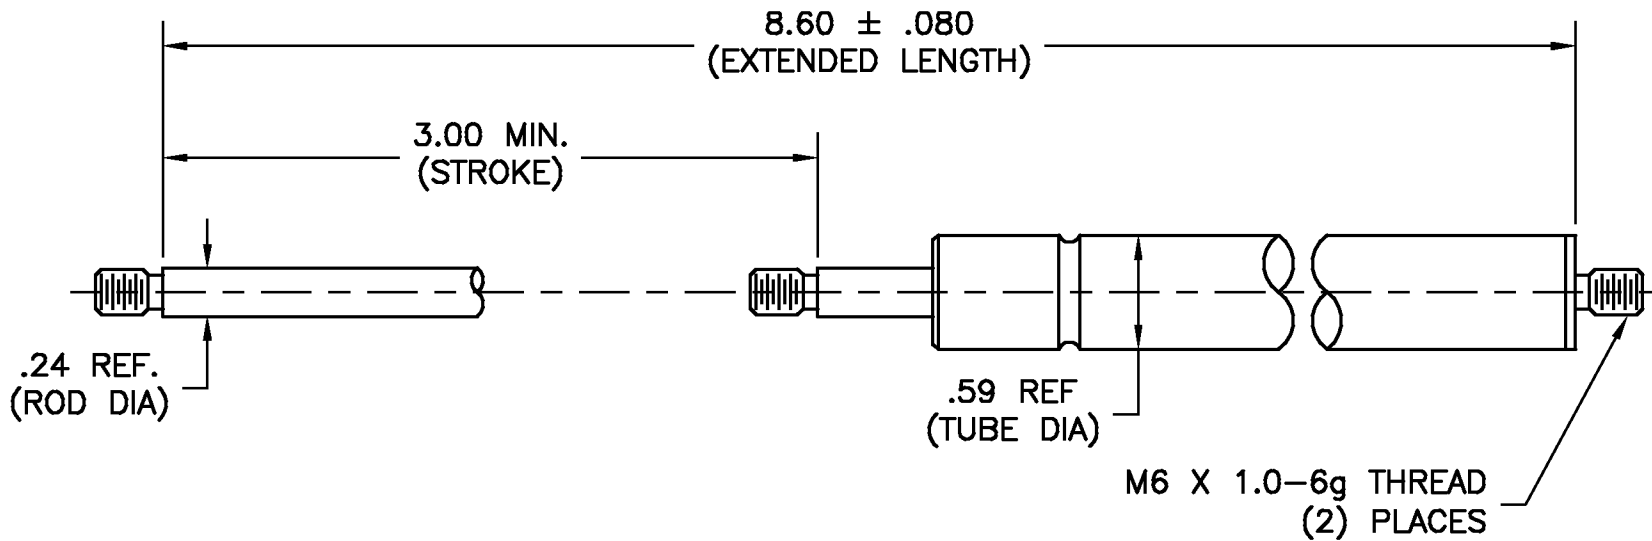 8.60 ± .080
(EXTENDED LENGTH)
3.00 MIN.
(STROKE)
.24 REF.
(ROD DIA)
.59 REF
(TUBE DIA)
M6 X 1.0-6g THREAD
(2) PLACES